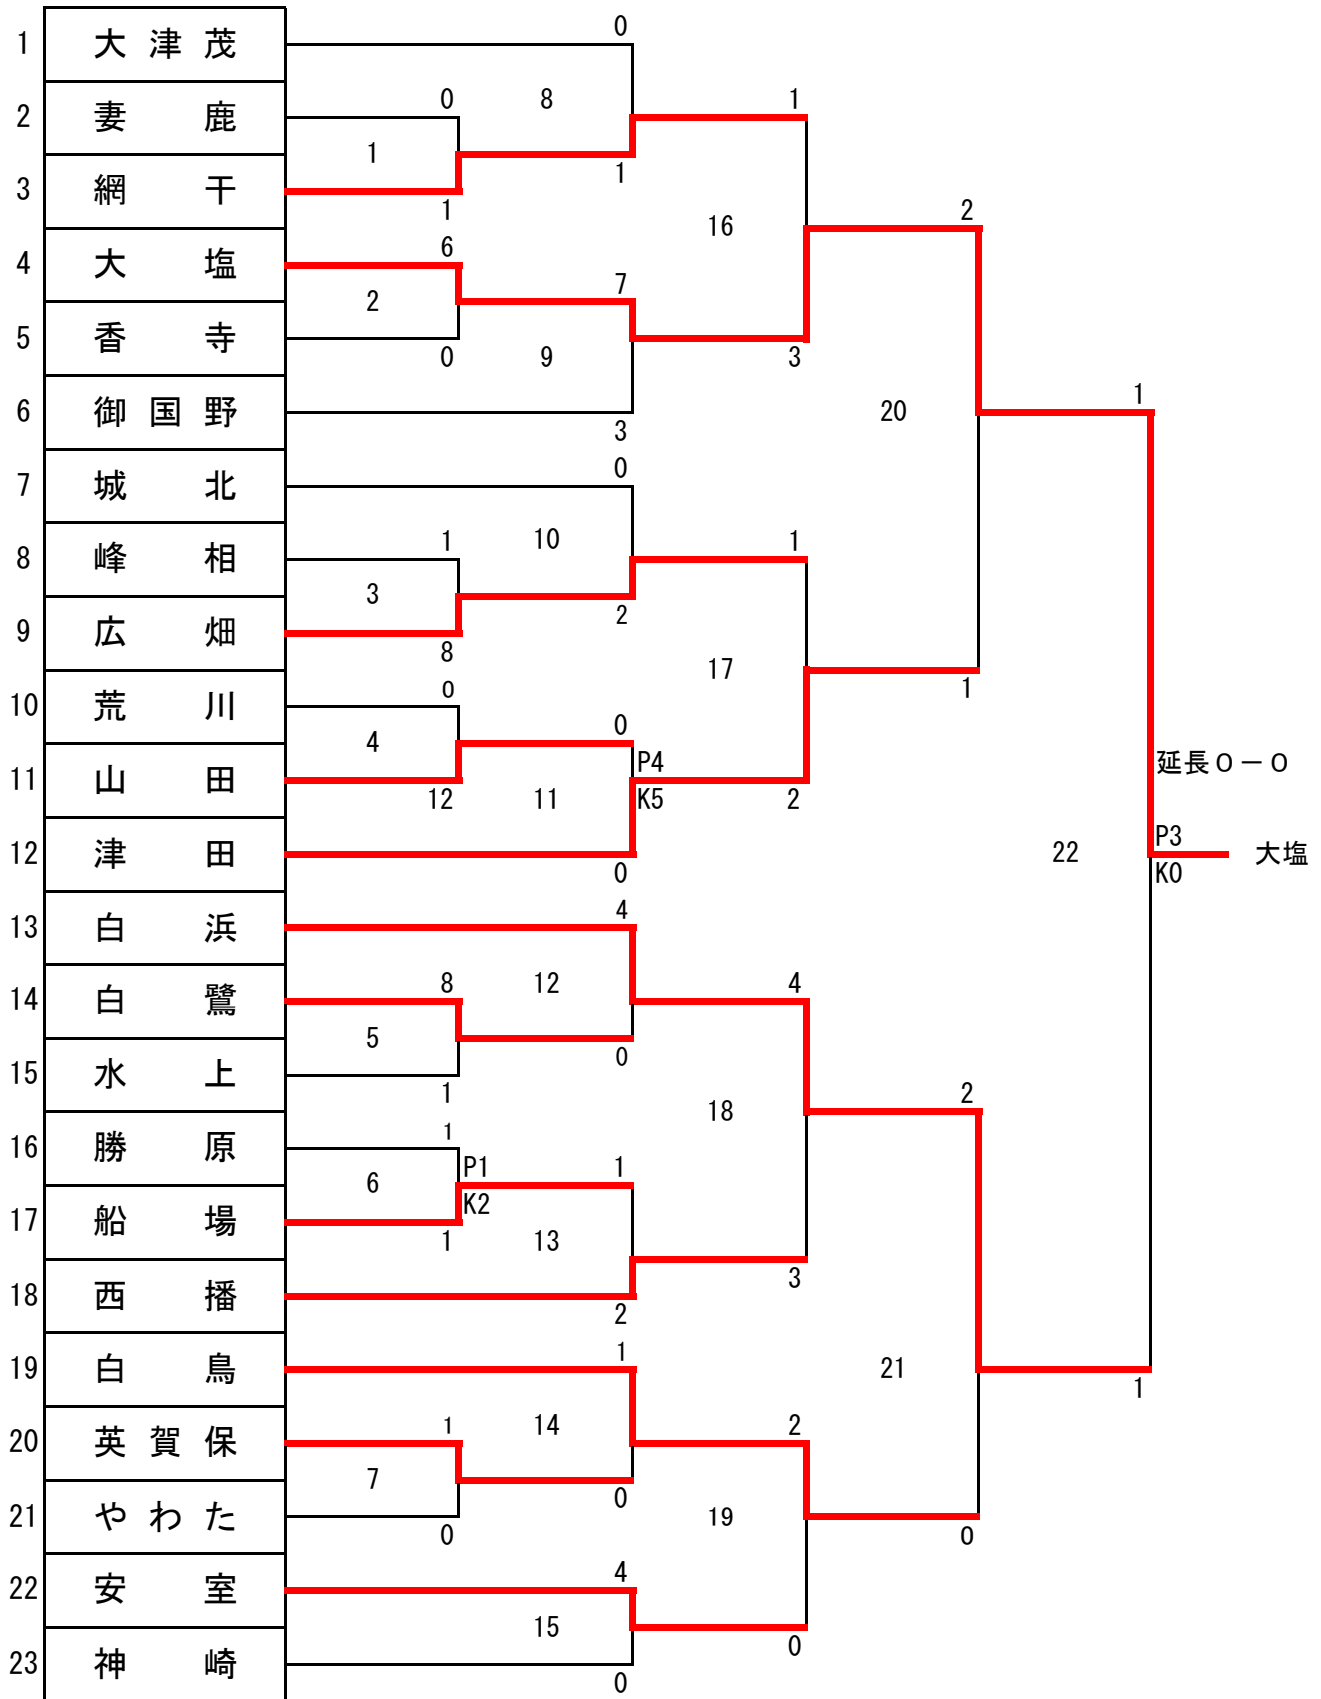 0
1 大津茂
0 8 1
2 妻鹿
1
3 網干
1
1
16
2
6
4 大塩
7
2
5 香寺
0 9 3
6 御国野
3
20
1
0
7 城北
1 10 1
8 峰相
3
9 広畑
2
8
17
0
10 荒川
1
4
0
P4
延長0-0
11 山田
12 11 K5 2
12 津田
0
22
P3
K0
大塩
4
13 白浜
8 12 4
14 白鷺
5
0
15 水上
1
18
2
1
16 勝原
P1
1
6
K2
17 船場
1 13
18 西播
3
2
1
19 白鳥
21
1
1 14 2
20 英賀保
7
0
21 やわた
0
19
0
4
22 安室
15
0
23 神崎
0